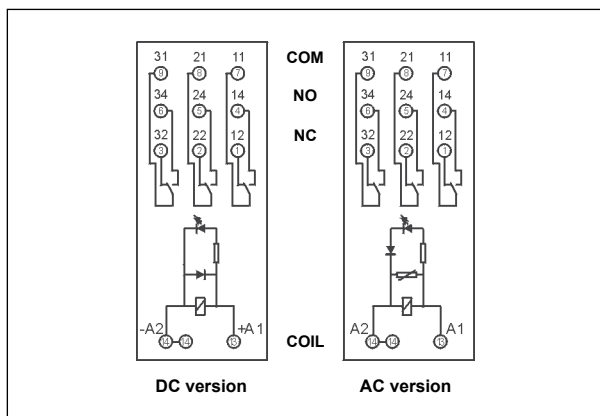 31 21 11 COM 31 21 11
9 8 7 9 8 7
34 24 14 NO 34 24 14
6 5 4 6 5 4
32 22 12 NC 32 22 12
3 2 1 3 2 1
-A2 +A1 COIL A2 A1
14 14 13 14 14 13
DC version AC version